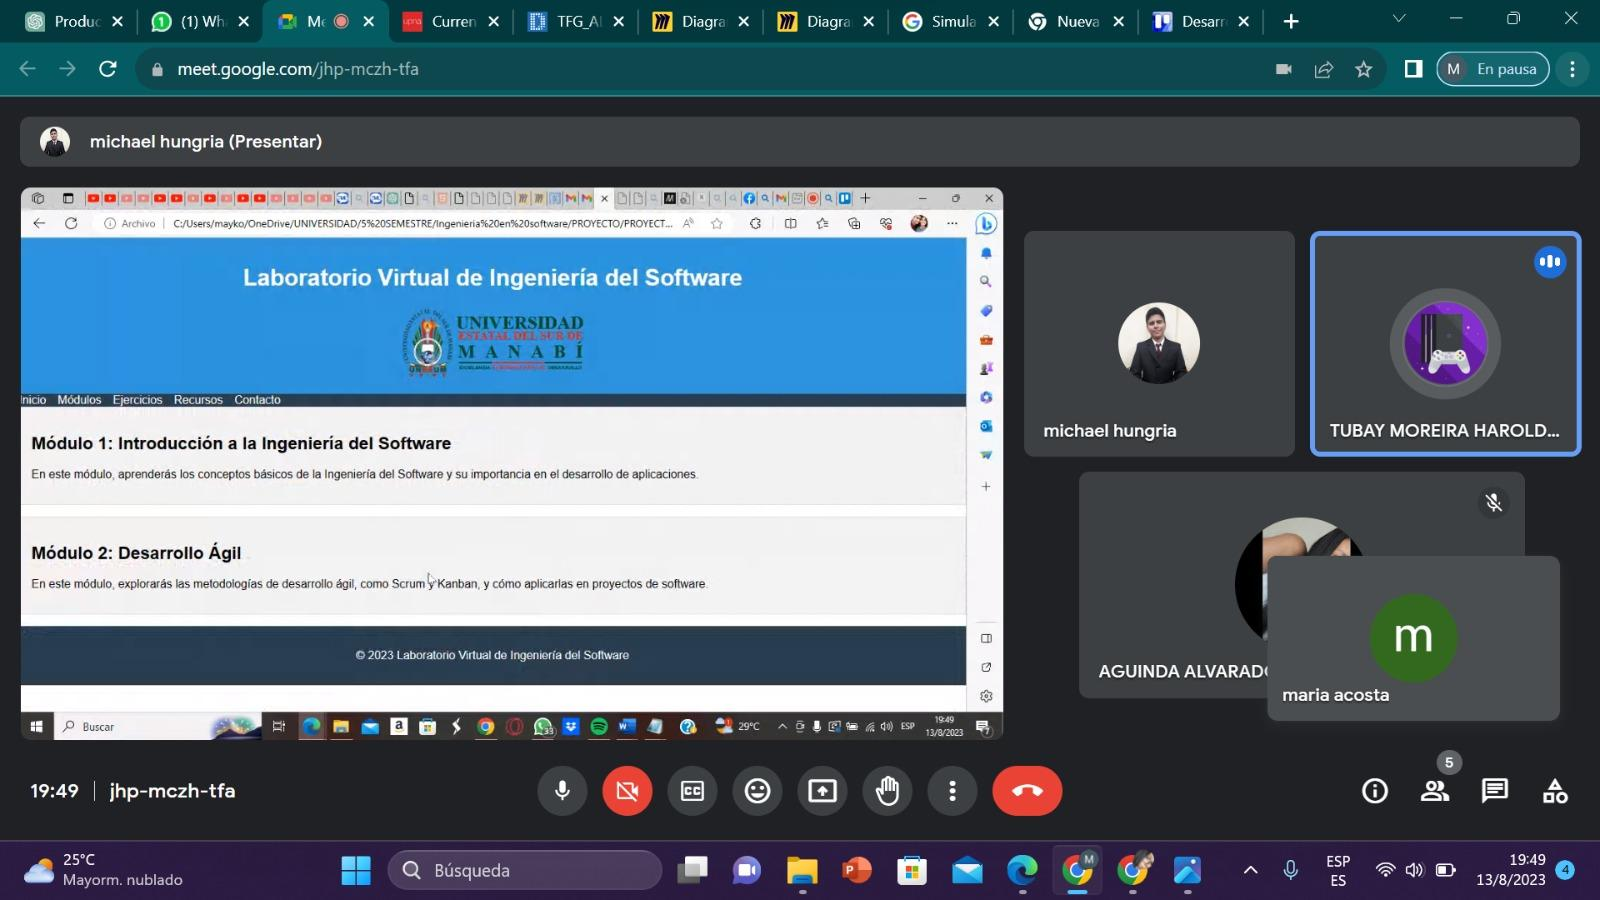 Produc
(1) Wh
Me
Curren
TFG_A
Diagra
Diagra
Simula
Nueva
Desarr
meet.google.com/jhp-mczh-tfa
M
En pausa
michael hungria (Presentar)
Archivo
C:/Users/mayko/OneDrive/UNIVERSIDAD/5%20SEMESTRE/Ingenieria%20en%20software/PROYECTO/PROYECT...
Laboratorio Virtual de Ingeniería del Software
UNIVERSIDAD
ESTATAL DEL SUR DE
MANABÍ
nicio Módulos Ejercicios Recursos Contacto
Módulo 1: Introducción a la Ingeniería del Software
En este módulo, aprenderás los conceptos básicos de la Ingeniería del Software y su importancia en el desarrollo de aplicaciones.
Módulo 2: Desarrollo Ágil
En este módulo, explorarás las metodologías de desarrollo ágil, como Scrum y Kanban, y cómo aplicarlas en proyectos de software.
© 2023 Laboratorio Virtual de Ingeniería del Software
Buscar
29°C
ESP
19:49
13/8/2023
michael hungria
TUBAY MOREIRA HAROLD...
AGUINDA ALVARAD
m
maria acosta
19:49 | jhp-mczh-tfa
5
25°C
Mayorm. nublado
Búsqueda
ESP
ES
19:49
13/8/2023
4